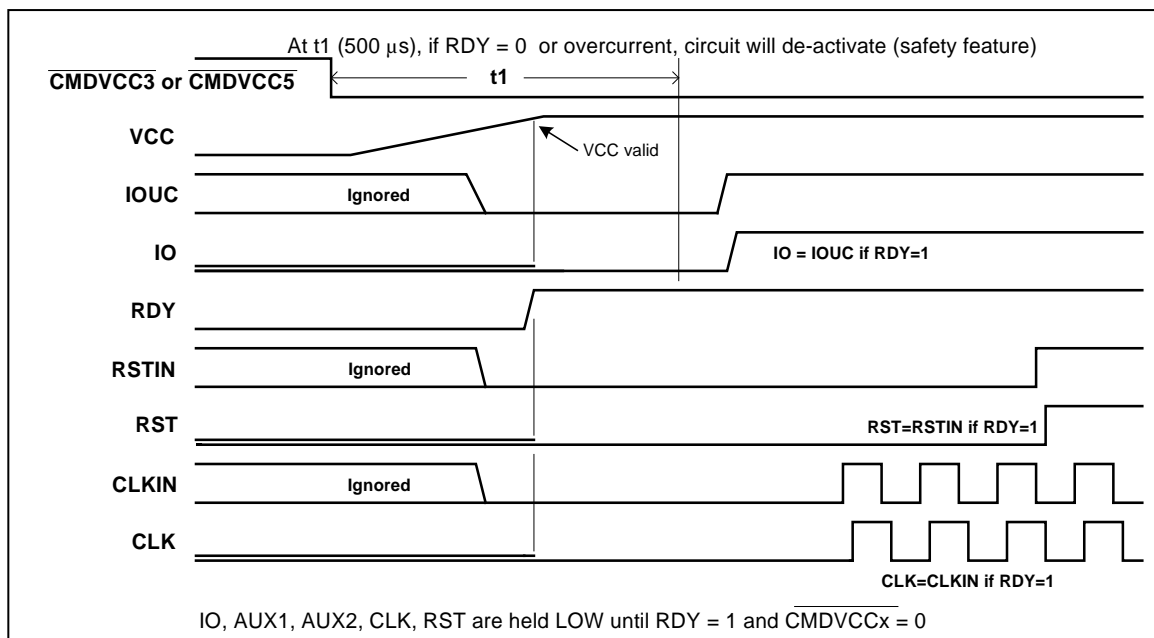 At t1 (500 μs), if RDY = 0 or overcurrent, circuit will de-activate (safety feature)
CMDVCC3 or CMDVCC5
t1
VCC
VCC valid
IOUC
Ignored
IO
IO = IOUC if RDY=1
RDY
RSTIN
Ignored
RST
RST=RSTIN if RDY=1
CLKIN
Ignored
CLK
CLK=CLKIN if RDY=1
IO, AUX1, AUX2, CLK, RST are held LOW until RDY = 1 and CMDVCCx = 0